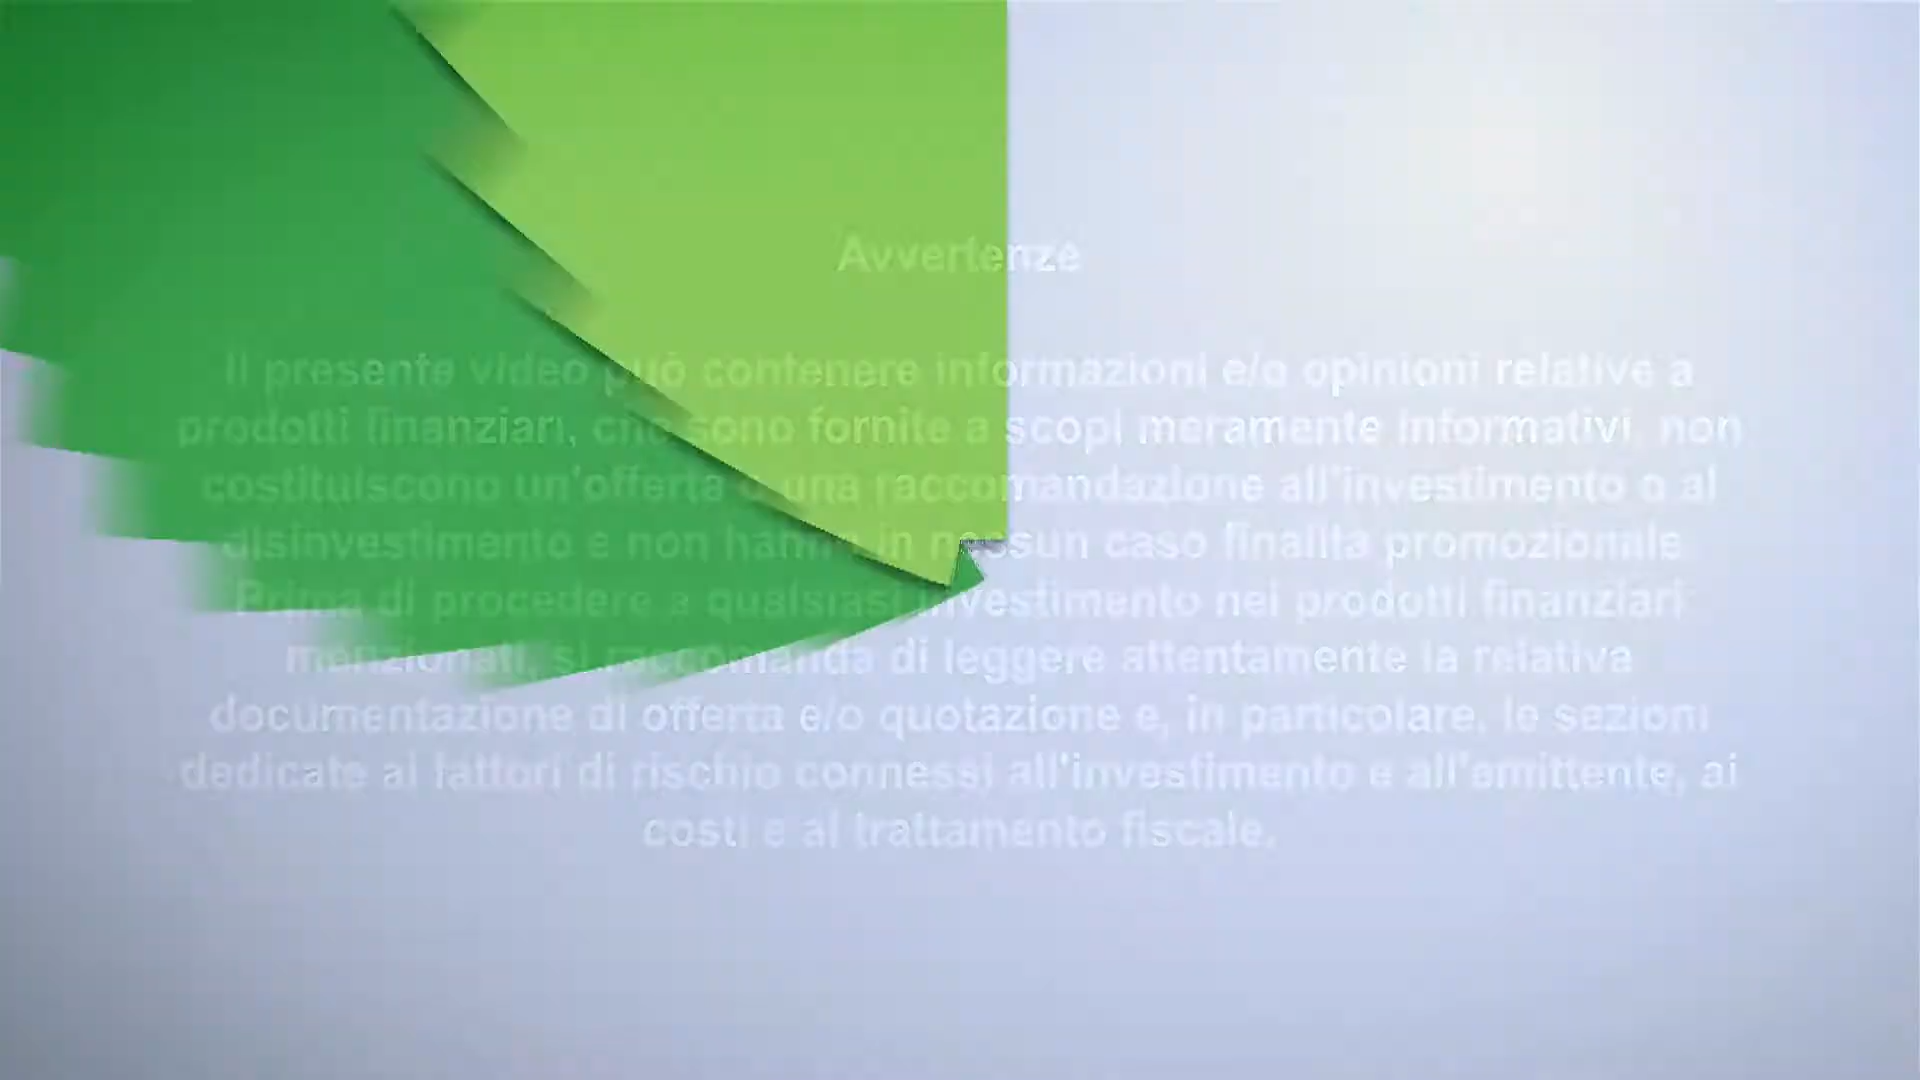 Avvertenze
Il presente video può contenere informazioni e/o opinioni relative a
prodotti finanziari, che sono fornite a scopi meramente informativi, non
costituiscono un'offerta o una raccomandazione all'investimento o al
disinvestimento e non hanno in nessun caso finalità promozionale
Prima di procedere a qualsiasi investimento nei prodotti finanziari
menzionati, si raccomanda di leggere attentamente la relativa
documentazione di offerta e/o quotazione e, in particolare, le sezioni
dedicate ai fattori di rischio connessi all'investimento e all'emittente, ai
costi e al trattamento fiscale.